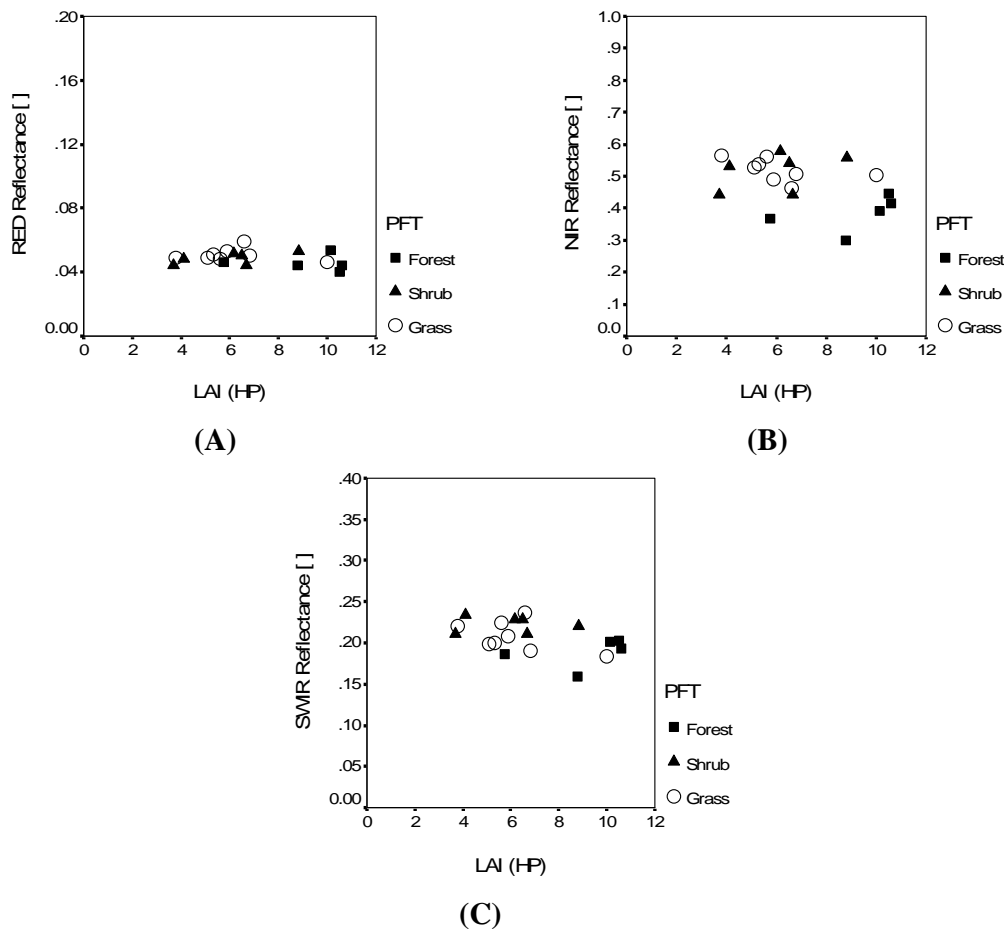 .20
.16
.12
.08
.04
0.00
RED Reflectance [ ]
0 2 4 6 8 10 12
LAI (HP)
PFT
Forest
Shrub
Grass
(A)
1.0
.9
.8
.7
.6
.5
.4
.3
.2
.1
0.0
NIR Reflectance [ ]
0 2 4 6 8 10 12
LAI (HP)
PFT
Forest
Shrub
Grass
(B)
.40
.35
.30
.25
.20
.15
.10
.05
0.00
SWIR Reflectance [ ]
0 2 4 6 8 10 12
LAI (HP)
PFT
Forest
Shrub
Grass
(C)